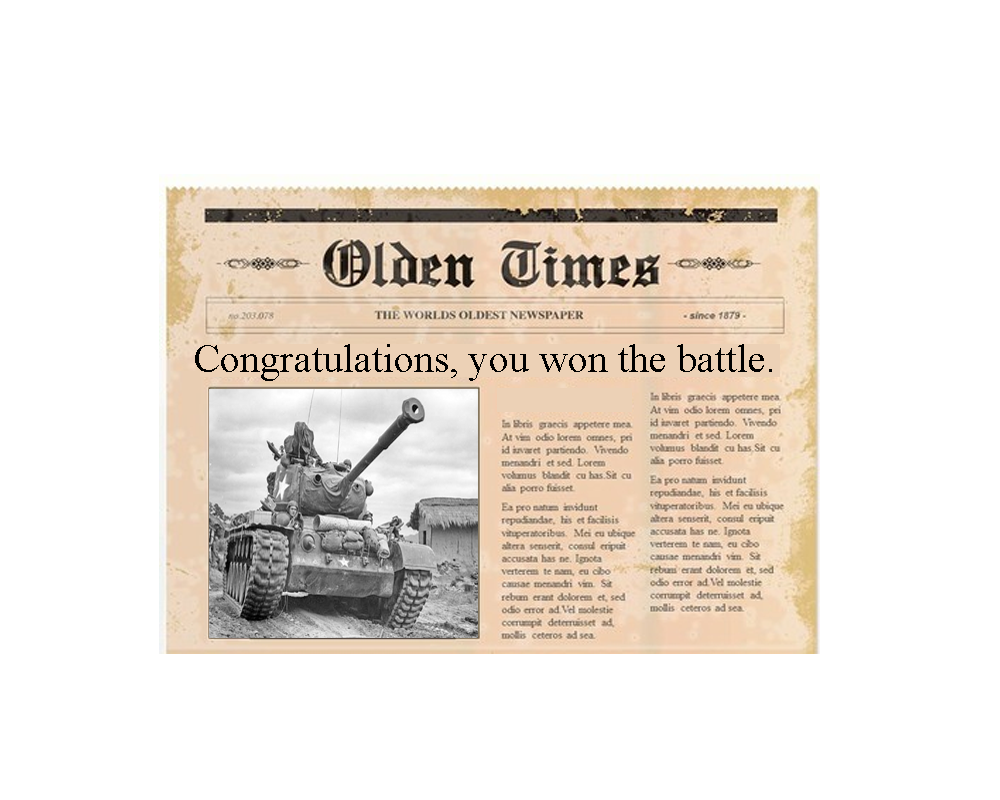 Olden Times
no.203.078
THE WORLDS OLDEST NEWSPAPER
- since 1879 -
Congratulations, you won the battle.
In libris graecis appetere mea.
At vim odio lorem omnes, pri
id iuvaret partiendo. Vivendo
menandri et sed. Lorem
volumus blandit cu has.Sit cu
alia porro fuisset.
Ea pro natum invidunt
repudiandae, his et facilisis
vituperatoribus. Mei eu ubique
altera senserit, consul eripuit
accusata has ne. Ignota
verterem te nam, eu cibo
causae menandri vim. Sit
rebum erant dolorem et, sed
odio error ad.Vel molestie
corrumpit deterruisset ad,
mollis ceteros ad sea.
In libris graecis appetere mea.
At vim odio lorem omnes, pri
id iuvaret partiendo. Vivendo
menandri et sed. Lorem
volumus blandit cu has.Sit cu
alia porro fuisset.
Ea pro natum invidunt
repudiandae, his et facilisis
vituperatoribus. Mei eu ubique
altera senserit, consul eripuit
accusata has ne. Ignota
verterem te nam, eu cibo
causae menandri vim. Sit
rebum erant dolorem et, sed
odio error ad.Vel molestie
corrumpit deterruisset ad,
mollis ceteros ad sea.